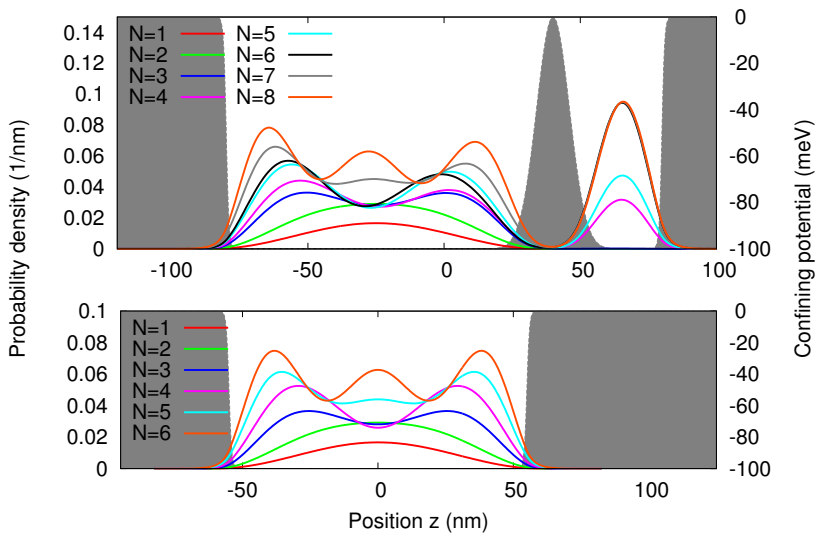 0.14
0.12
0.1
0.08
0.06
0.04
0.02
0
N=1 N=5
N=2 N=6
N=3 N=7
N=4 N=8
0
-20
-40
-60
-80
-100
-100 -50 0 50 100
Probability density (1/nm)
Confining potential (meV)
0.1
0.08
0.06
0.04
0.02
0
N=1
N=2
N=3
N=4
N=5
N=6
0
-20
-40
-60
-80
-100
-50 0 50 100
Position z (nm)